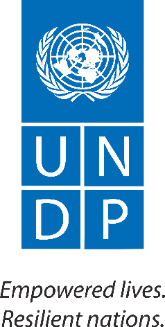 U N
D P
Empowered lives.
Resilient nations.